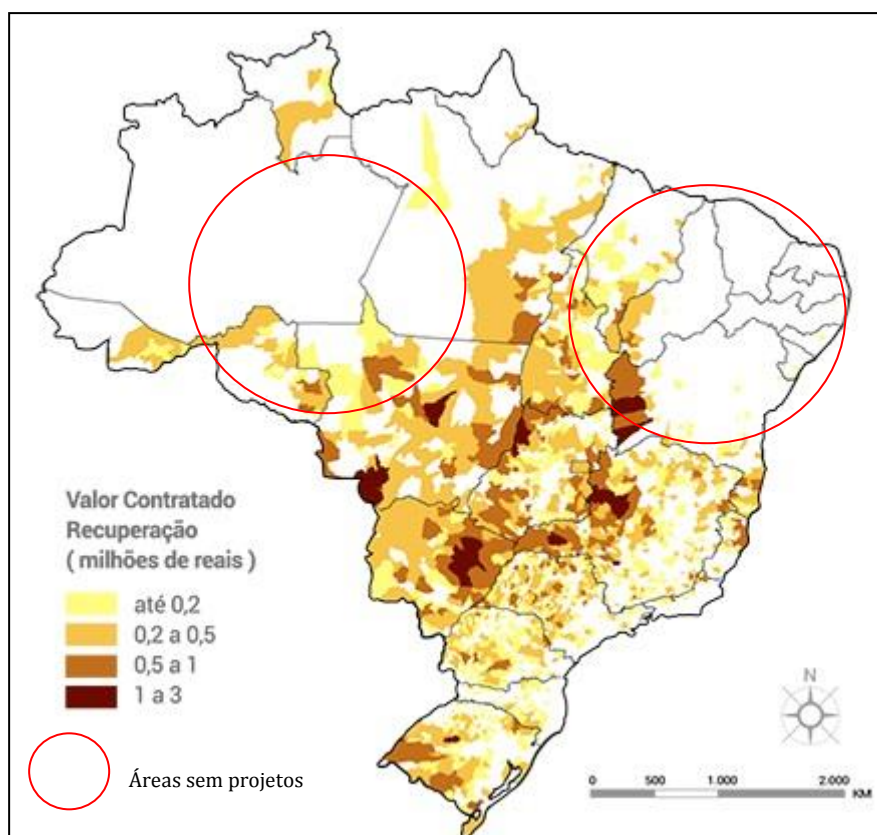 Valor Contratado
Recuperação
( milhões de reais )
até 0,2
0,2 a 0,5
0,5 a 1
1 a 3
Áreas sem projetos
N
0 500 1.000 2.000
KM